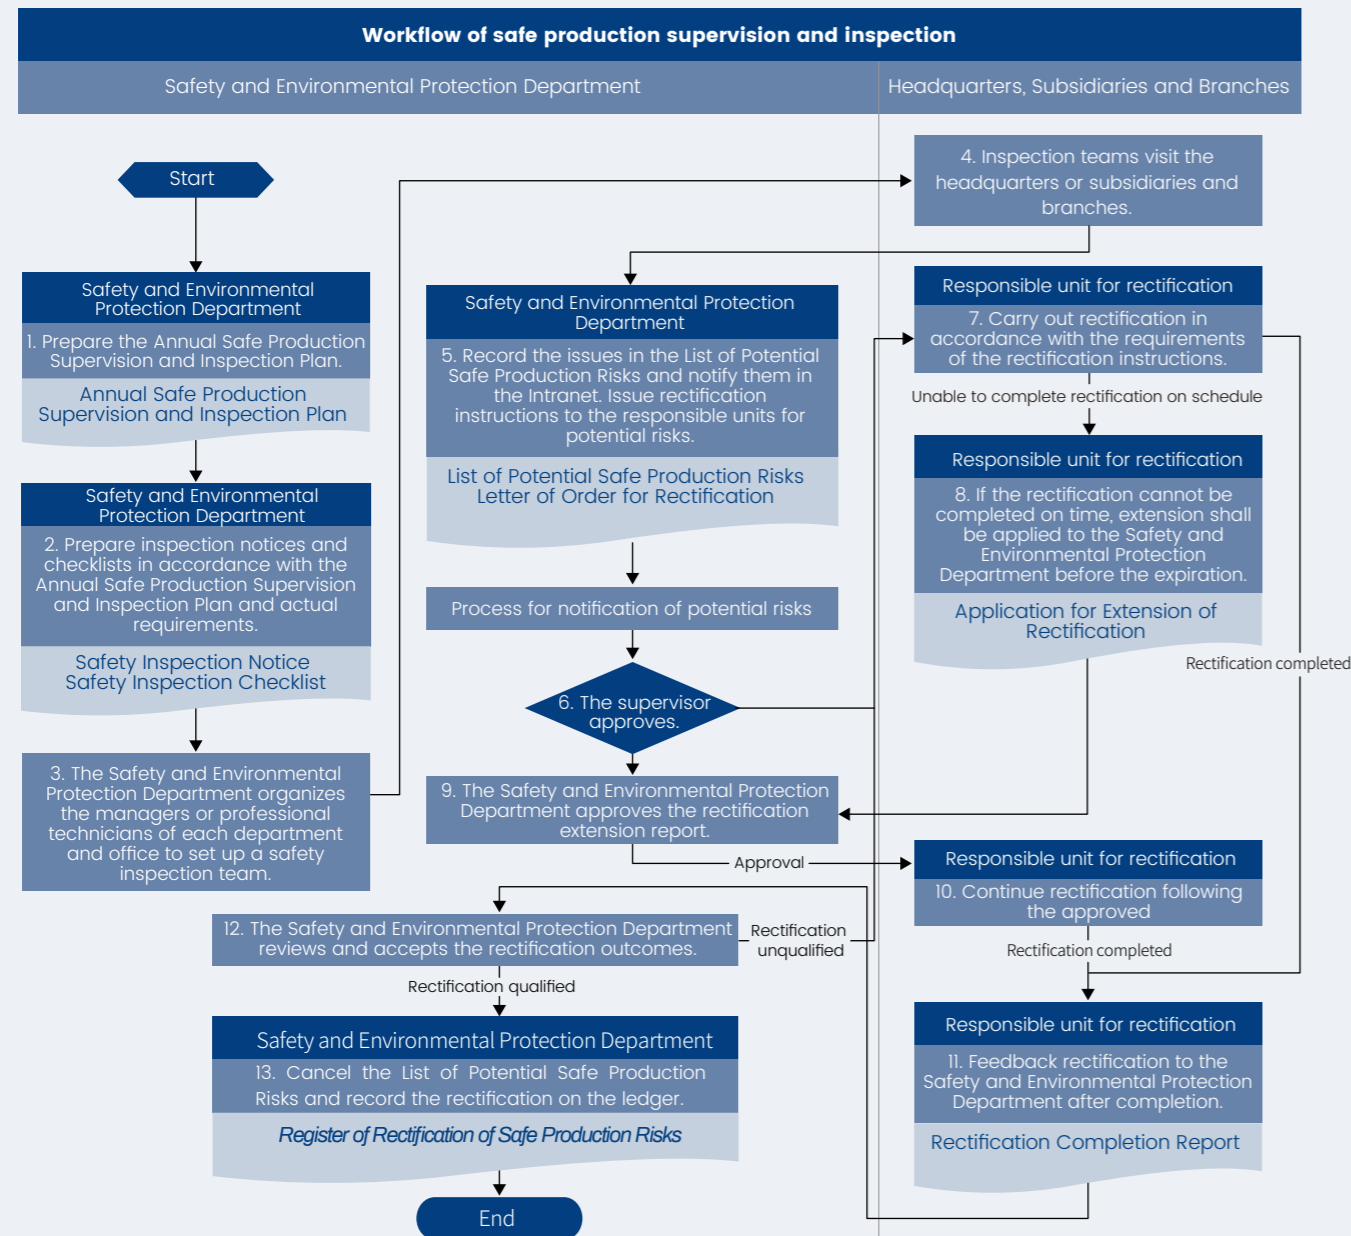 Workflow of safe production supervision and inspection
Safety and Environmental Protection Department
Headquarters, Subsidiaries and Branches
Start
Safety and Environmental
Protection Department
1. Prepare the Annual Safe Production
Supervision and Inspection Plan.
Annual Safe Production
Supervision and Inspection Plan
Safety and Environmental
Protection Department
2. Prepare inspection notices and
checklists in accordance with the
Annual Safe Production Supervision
and Inspection Plan and actual
requirements.
Safety Inspection Notice
Safety Inspection Checklist
3. The Safety and Environmental
Protection Department organizes
the managers or professional
technicians of each department
and office to set up a safety
inspection team.
4. Inspection teams visit the
headquarters or subsidiaries and
branches.
Safety and Environmental Protection
Department
5. Record the issues in the List of Potential
Safe Production Risks and notify them in
the Intranet. Issue rectification
instructions to the responsible units for
potential risks.
List of Potential Safe Production Risks
Letter of Order for Rectification
Process for notification of potential risks
6. The supervisor
approves.
Responsible unit for rectification
7. Carry out rectification in
accordance with the requirements
of the rectification instructions.
Unable to complete rectification on schedule
Responsible unit for rectification
8. If the rectification cannot be
completed on time, extension shall
be applied to the Safety and
Environmental Protection
Department before the expiration.
Application for Extension of
Rectification
Rectification completed
9. The Safety and Environmental Protection
Department approves the rectification
extension report.
Approval
Responsible unit for rectification
10. Continue rectification following
the approved
Rectification completed
Responsible unit for rectification
11. Feedback rectification to the
Safety and Environmental Protection
Department after completion.
Rectification Completion Report
12. The Safety and Environmental Protection Department
reviews and accepts the rectification outcomes.
Rectification
unqualified
Rectification qualified
Safety and Environmental Protection Department
13. Cancel the List of Potential Safe Production
Risks and record the rectification on the ledger.
Register of Rectification of Safe Production Risks
End